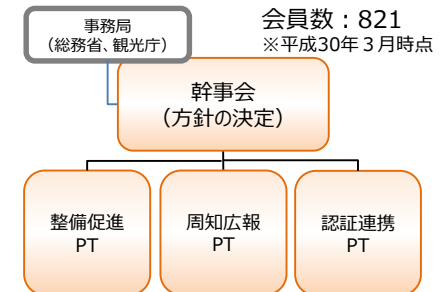 事務局
（総務省、観光庁）
会員数：821
※平成30年３月時点
幹事会
（方針の決定）
整備促進
PT
周知広報
PT
認証連携
PT